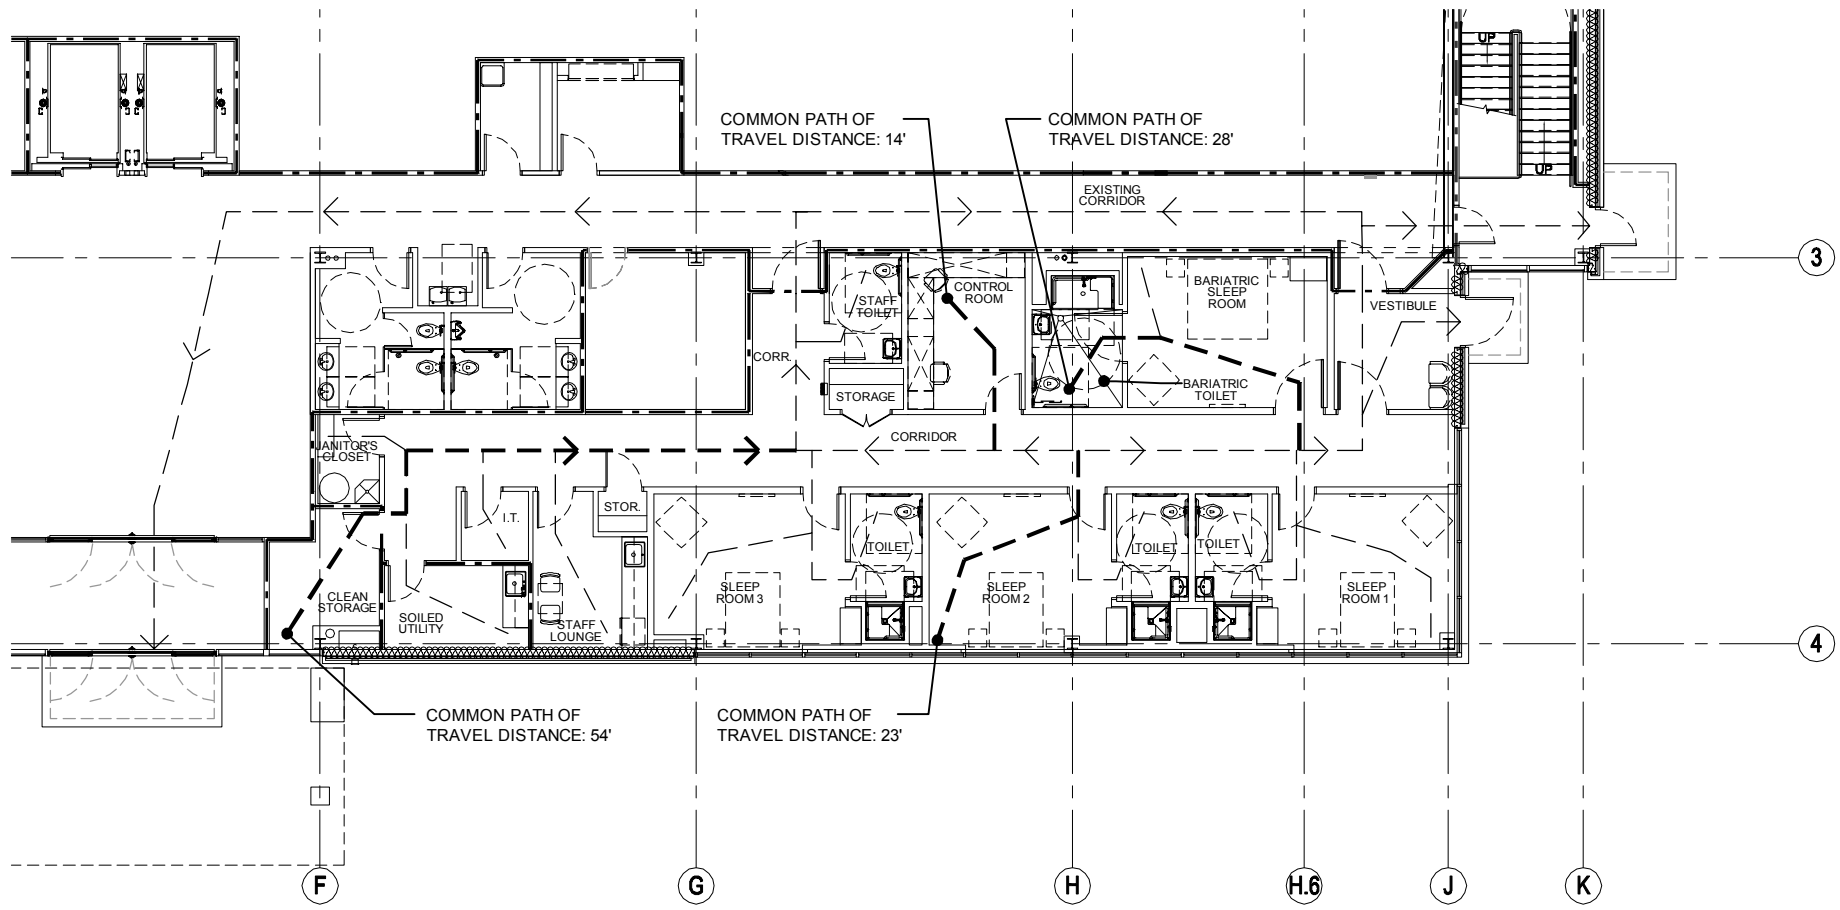 UP
UP
COMMON PATH OF
TRAVEL DISTANCE: 14'
COMMON PATH OF
TRAVEL DISTANCE: 28'
EXISTING
CORRIDOR
3
STAFF
TOILET
CONTROL
ROOM
BARIATRIC
SLEEP
ROOM
VESTIBULE
CORR.
STORAGE
BARIATRIC
TOILET
JANITOR'S
CLOSET
CORRIDOR
I.T.
STOR.
TOILET
TOILET
TOILET
CLEAN
STORAGE
SOILED
UTILITY
STAFF
LOUNGE
SLEEP
ROOM 3
SLEEP
ROOM 2
SLEEP
ROOM 1
4
COMMON PATH OF
TRAVEL DISTANCE: 54'
COMMON PATH OF
TRAVEL DISTANCE: 23'
F
G
H
H.6
J
K